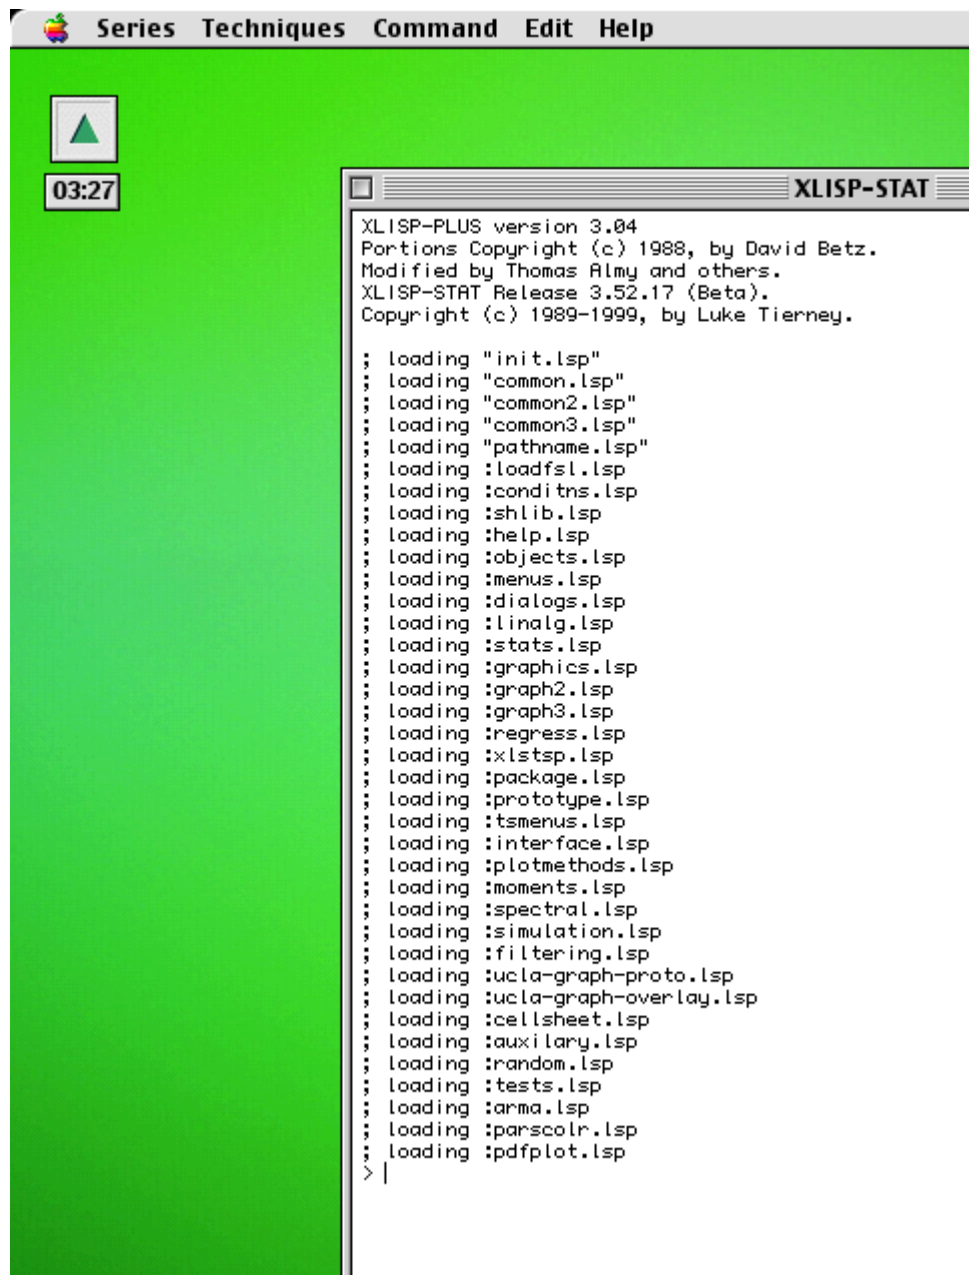 Series Techniques Command Edit Help
03:27
XLISP-STAT
XLISP-PLUS version 3.04
Portions Copyright (c) 1988, by David Betz.
Modified by Thomas Almy and others.
XLISP-STAT Release 3.52.17 (Beta).
Copyright (c) 1989-1999, by Luke Tierney.
; loading "init.lsp"
; loading "common.lsp"
; loading "common2.lsp"
; loading "common3.lsp"
; loading "pathname.lsp"
; loading :loadfsl.lsp
; loading :conditns.lsp
; loading :shlib.lsp
; loading :help.lsp
; loading :objects.lsp
; loading :menus.lsp
; loading :dialogs.lsp
; loading :linalg.lsp
; loading :stats.lsp
; loading :graphics.lsp
; loading :graph2.lsp
; loading :graph3.lsp
; loading :regress.lsp
; loading :xlstsp.lsp
; loading :package.lsp
; loading :prototype.lsp
; loading :tsmenus.lsp
; loading :interface.lsp
; loading :plotmethods.lsp
; loading :moments.lsp
; loading :spectral.lsp
; loading :simulation.lsp
; loading :filtering.lsp
; loading :ucla-graph-proto.lsp
; loading :ucla-graph-overlay.lsp
; loading :cellsheet.lsp
; loading :auxilary.lsp
; loading :random.lsp
; loading :tests.lsp
; loading :arma.lsp
; loading :parscolr.lsp
; loading :pdfplot.lsp
>